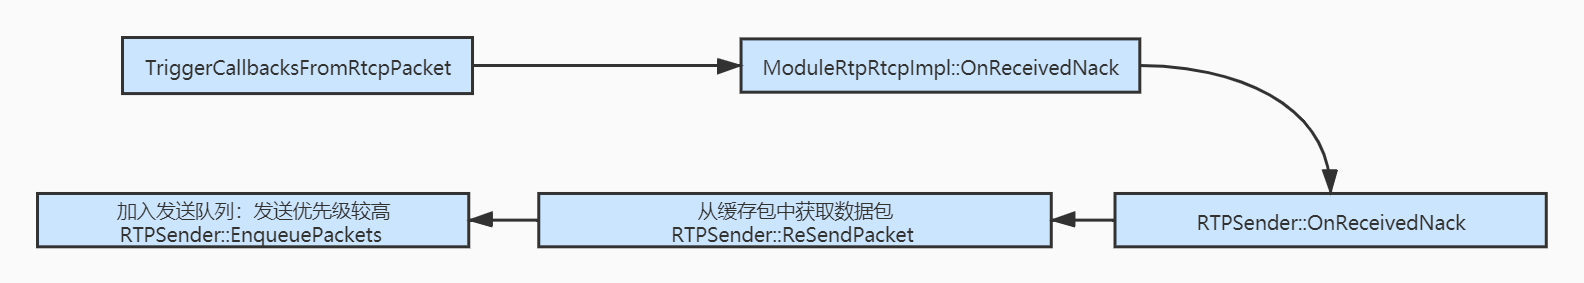 TriggerCallbacksFromRtcpPacket
ModuleRtpRtcpImpl::OnReceivedNack
RTPSender::OnReceivedNack
从缓存包中获取数据包
RTPSender::ReSendPacket
加入发送队列：发送优先级较高
RTPSender::EnqueuePackets